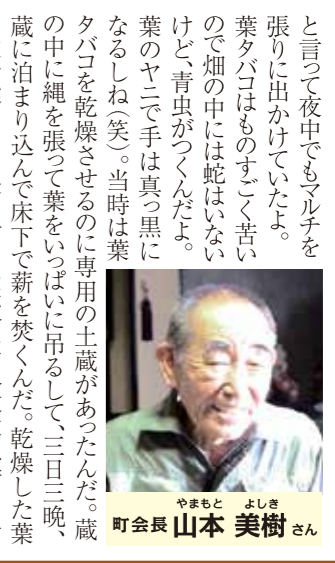 と言って夜中でもマルチを
張りに出かけていたよ。
葉タバコはものすごく苦い
ので畑の中には蛇はいない
けど、青虫がつくんだよ。
葉のヤニで手は真っ黒に
なるしね（笑）。当時は葉
タバコを乾燥させるのに専用の土蔵があったんだ。蔵
の中に縄を張って葉をいっぱいに吊るして、三日三晩、
蔵に泊まり込んで床下で薪を焚くんだ。乾燥した葉
やまもと よしき
町会長 山本 美樹 さん